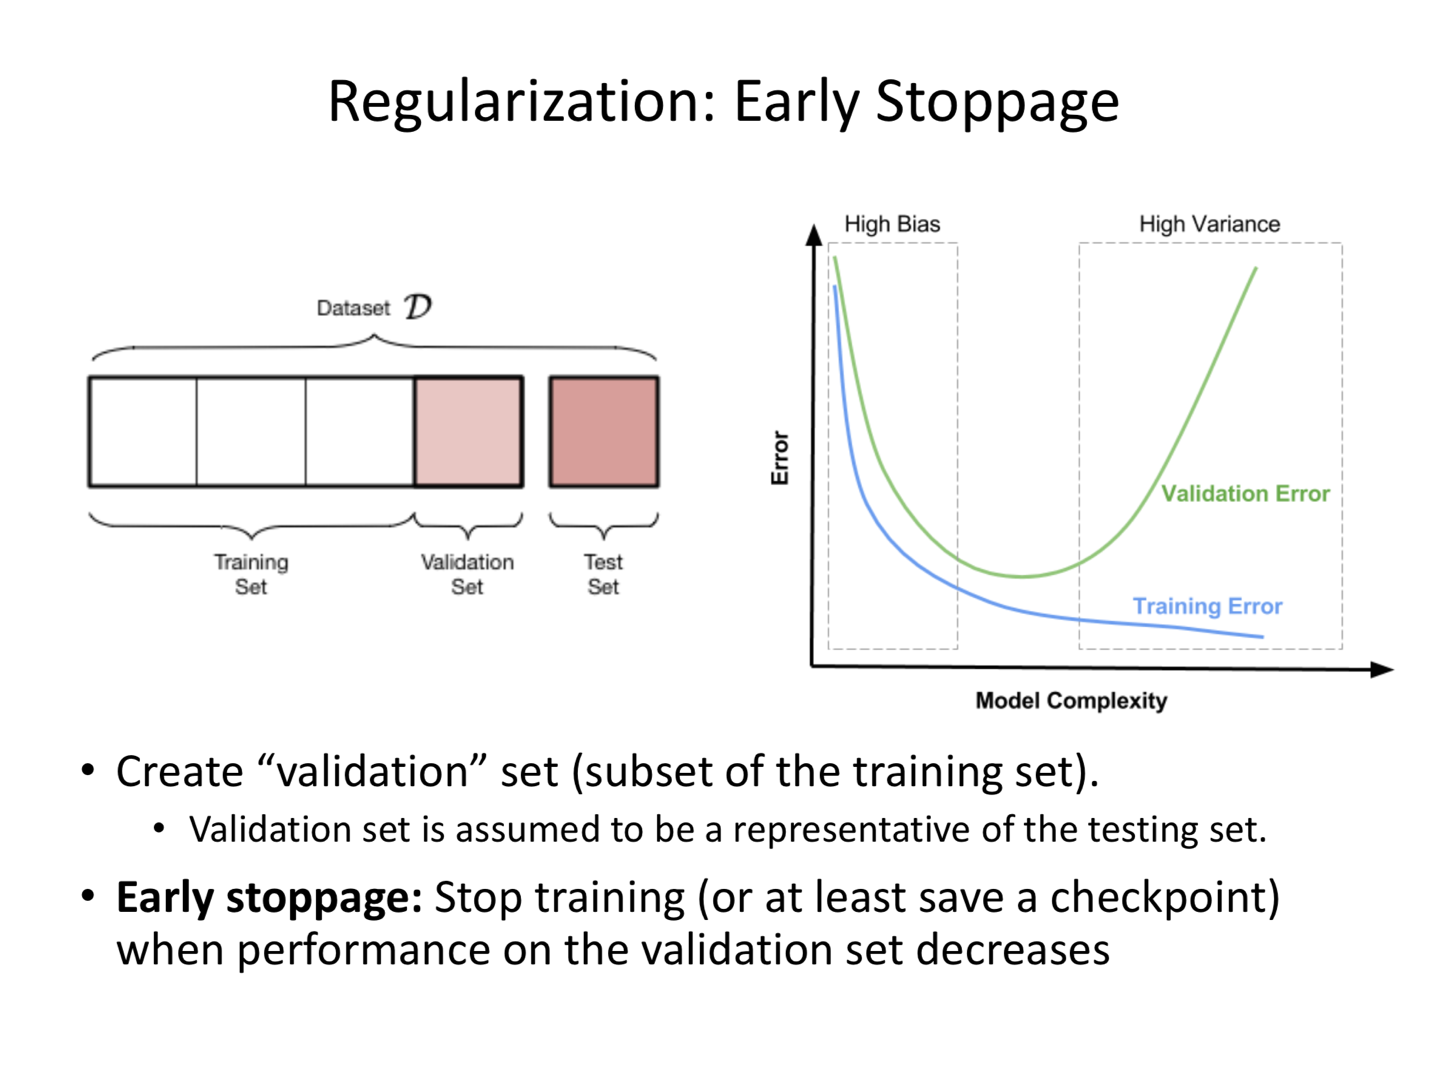 Regularization: Early Stoppage
Dataset 𝒟
Training
Set
Validation
Set
Test
Set
High Bias
High Variance
Error
Validation Error
Training Error
Model Complexity
• Create “validation” set (subset of the training set).
• Validation set is assumed to be a representative of the testing set.
• Early stoppage: Stop training (or at least save a checkpoint)
when performance on the validation set decreases